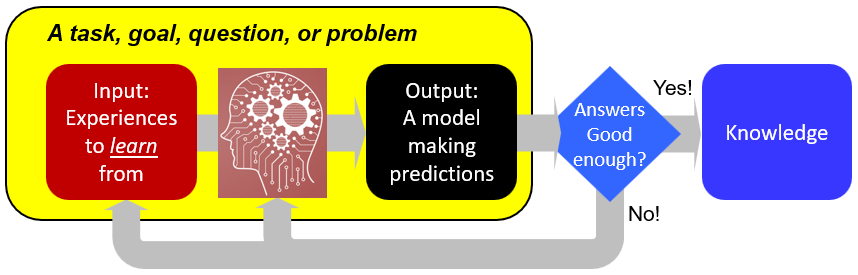 A task, goal, question, or problem
Input:
Experiences
to learn
from
Output:
A model
making
predictions
Answers
Good
enough?
Yes!
No!
Knowledge